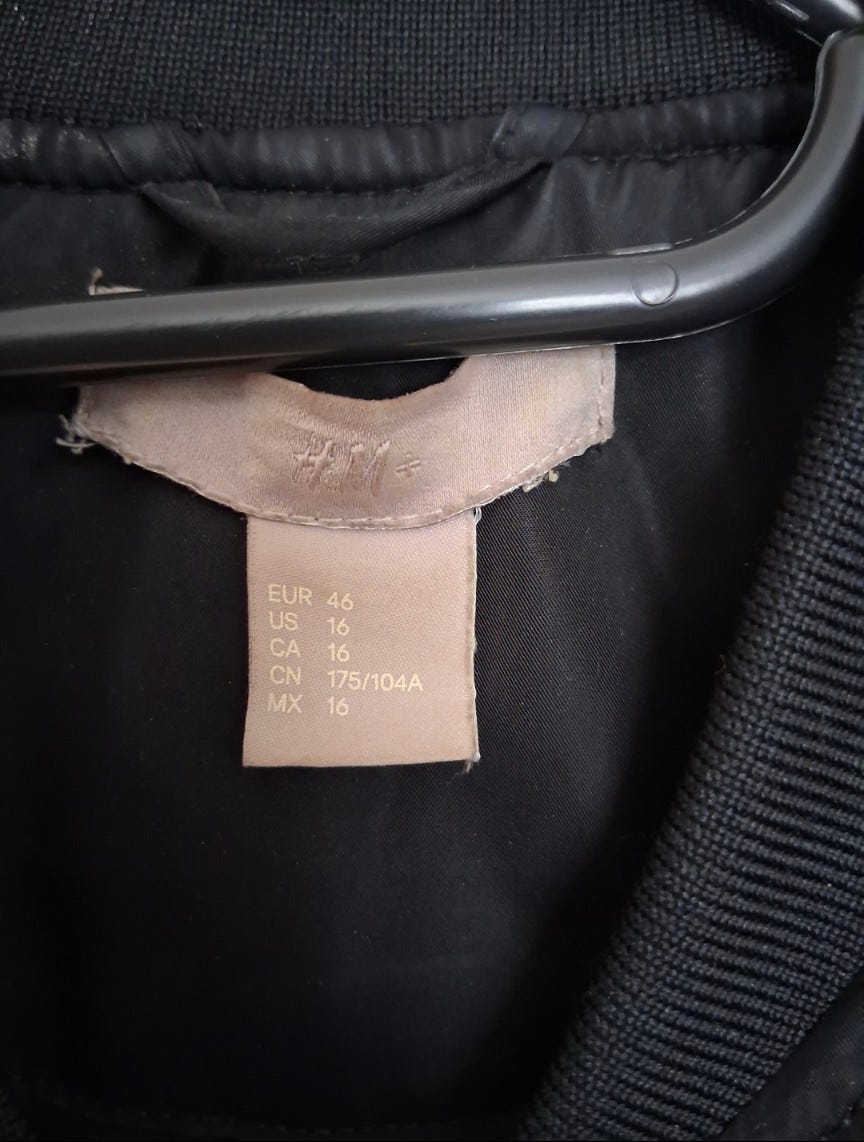 H&M+
EUR 46
US 16
CA 16
CN 175/104A
MX 16